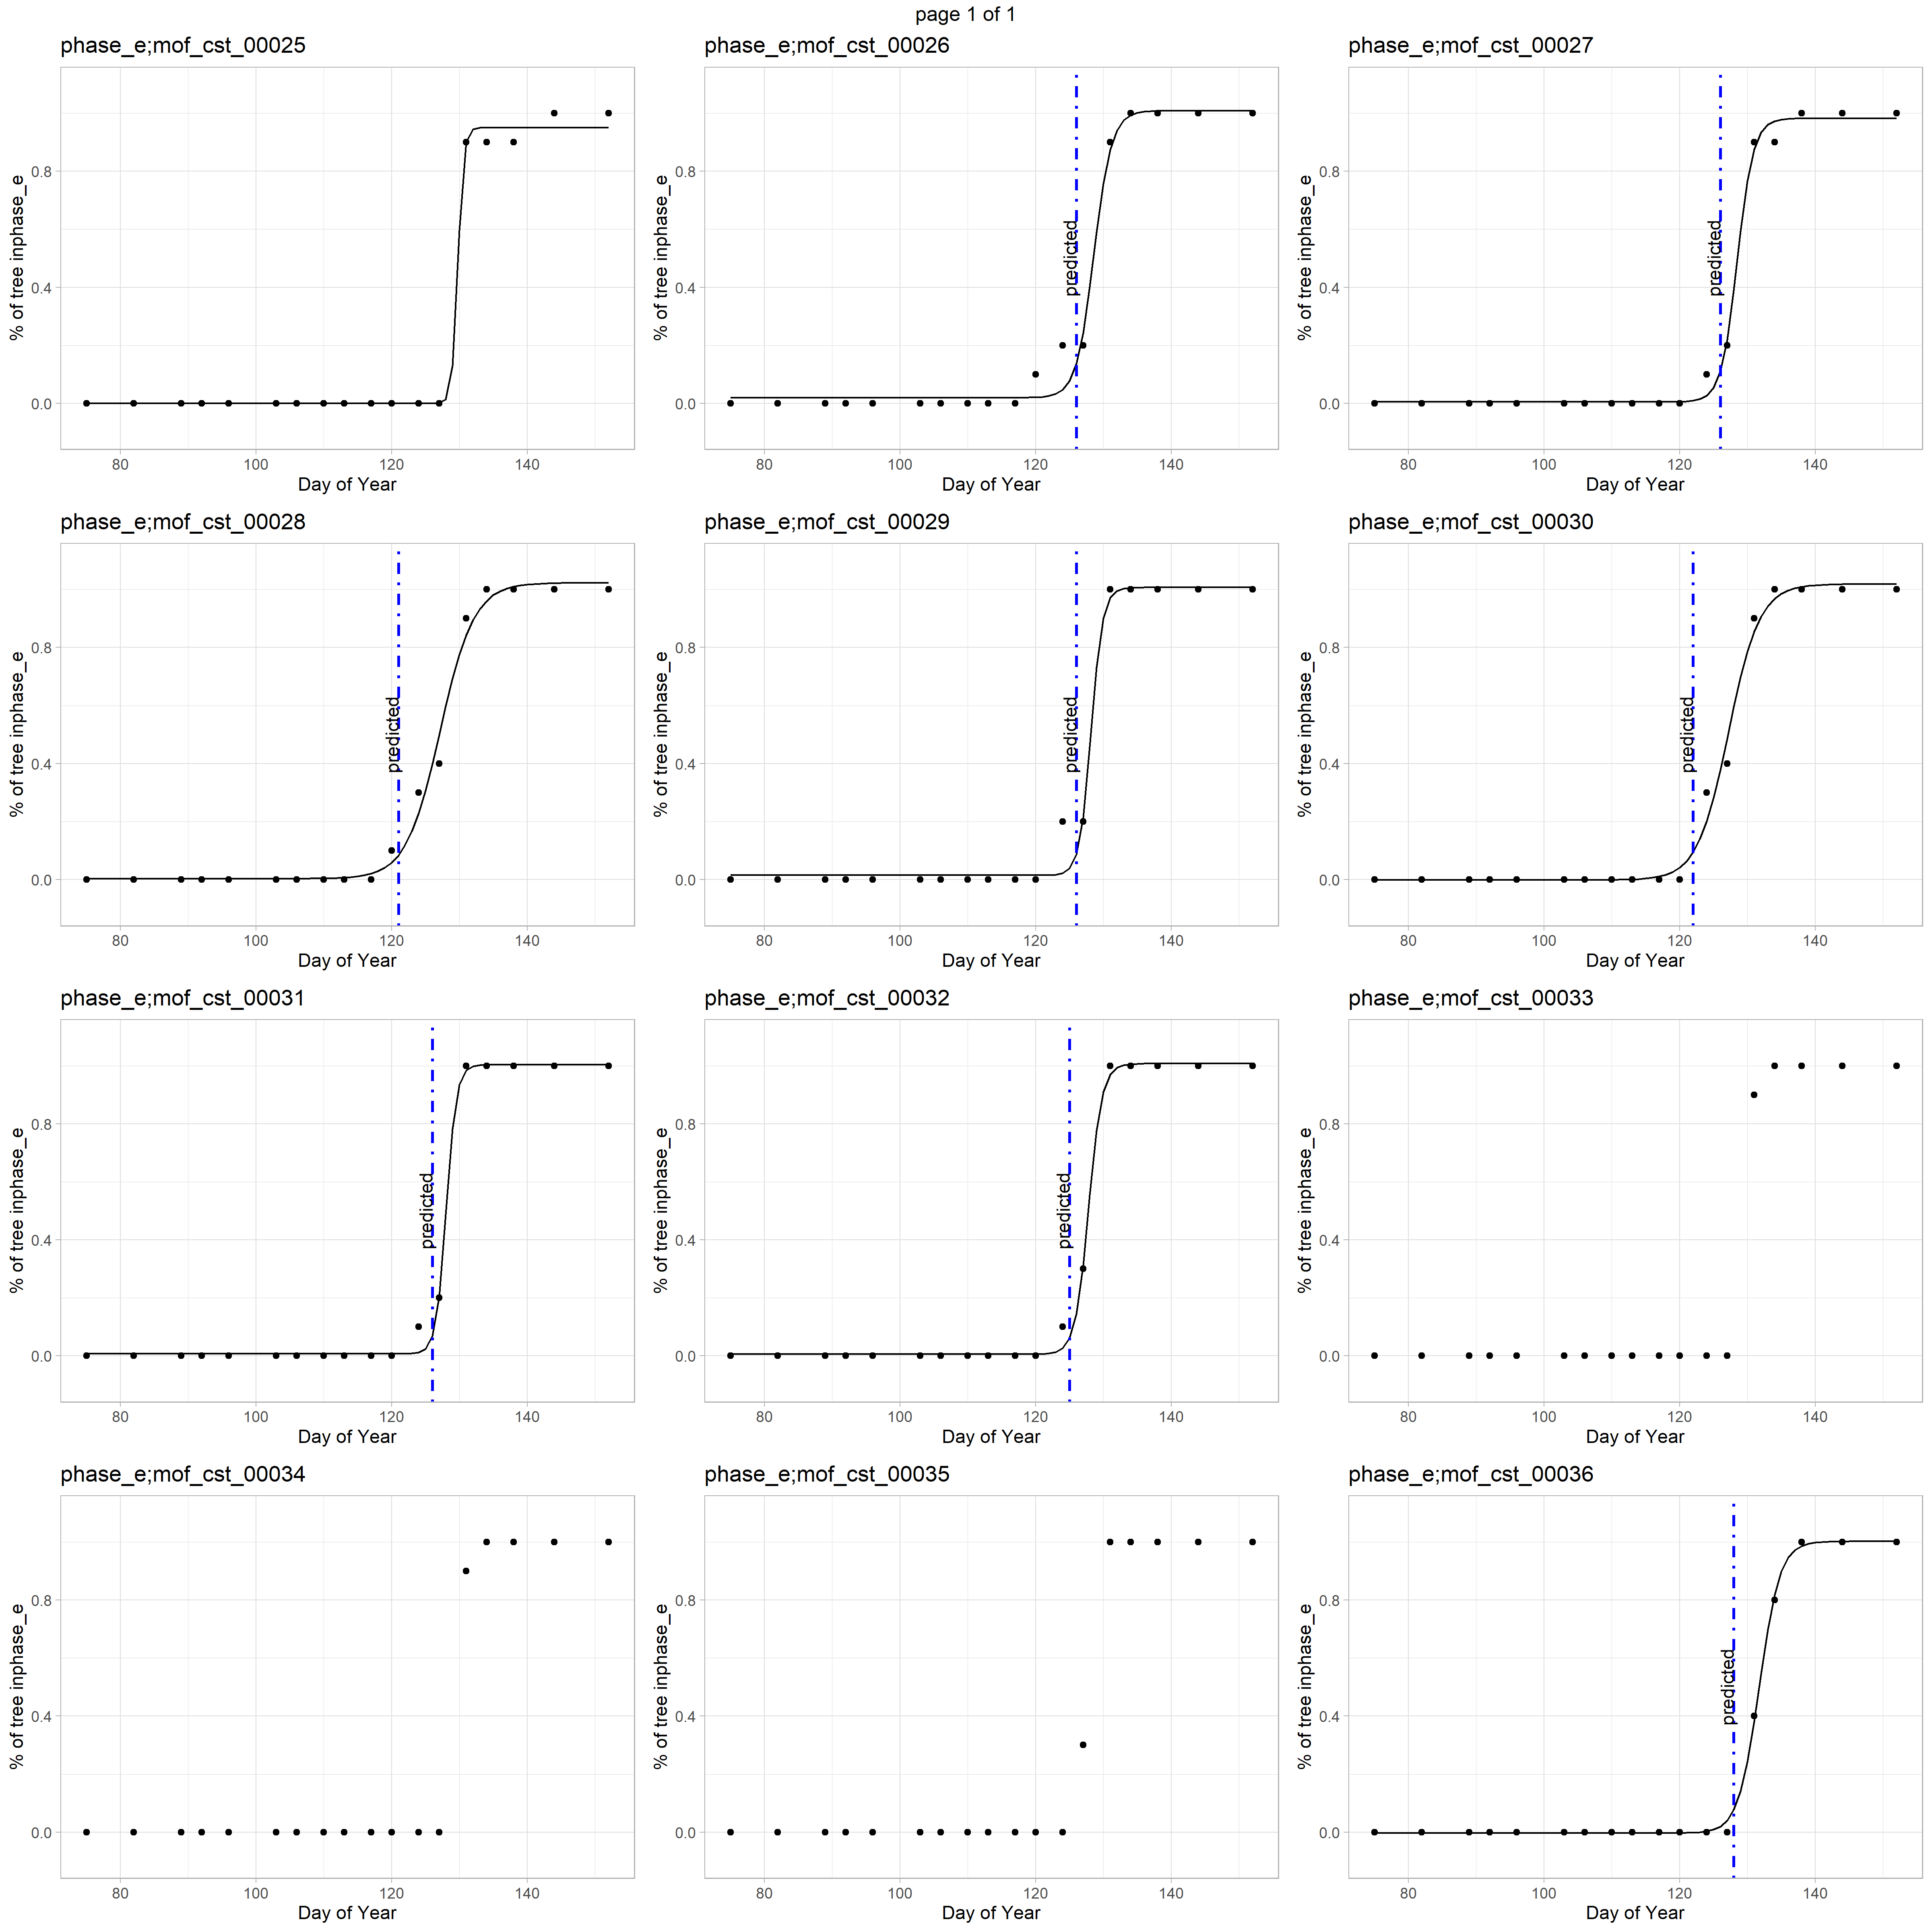 page 1 of 1
phase_e;mof_cst_00025
% of tree inphase_e
0.8
0.4
0.0
80 100 120 140
Day of Year
phase_e;mof_cst_00026
% of tree inphase_e
0.8
0.4
0.0
predicted
80 100 120 140
Day of Year
phase_e;mof_cst_00027
% of tree inphase_e
0.8
0.4
0.0
predicted
80 100 120 140
Day of Year
phase_e;mof_cst_00028
% of tree inphase_e
0.8
0.4
0.0
predicted
80 100 120 140
Day of Year
phase_e;mof_cst_00029
% of tree inphase_e
0.8
0.4
0.0
predicted
80 100 120 140
Day of Year
phase_e;mof_cst_00030
% of tree inphase_e
0.8
0.4
0.0
predicted
80 100 120 140
Day of Year
phase_e;mof_cst_00031
% of tree inphase_e
0.8
0.4
0.0
predicted
80 100 120 140
Day of Year
phase_e;mof_cst_00032
% of tree inphase_e
0.8
0.4
0.0
predicted
80 100 120 140
Day of Year
phase_e;mof_cst_00033
% of tree inphase_e
0.8
0.4
0.0
80 100 120 140
Day of Year
phase_e;mof_cst_00034
% of tree inphase_e
0.8
0.4
0.0
80 100 120 140
Day of Year
phase_e;mof_cst_00035
% of tree inphase_e
0.8
0.4
0.0
80 100 120 140
Day of Year
phase_e;mof_cst_00036
% of tree inphase_e
0.8
0.4
0.0
predicted
80 100 120 140
Day of Year